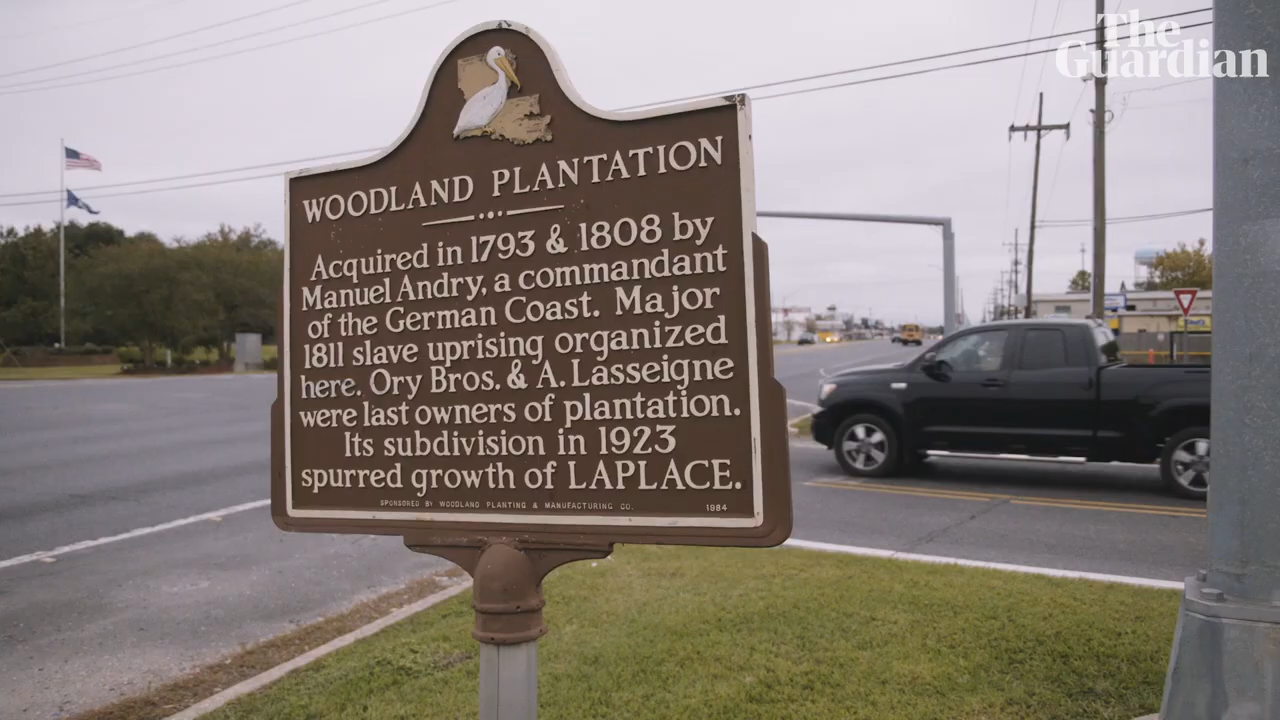 The
Guardian
WOODLAND PLANTATION
Acquired in 1793 & 1808 by
Manuel Andry, a commandant
of the German Coast. Major
1811 slave uprising organized
here. Ory Bros. & A. Lasseigne
were last owners of plantation.
Its subdivision in 1923
spurred growth of LAPLACE.
SPONSORED BY WOODLAND PLANTING & MANUFACTURING CO. 1984